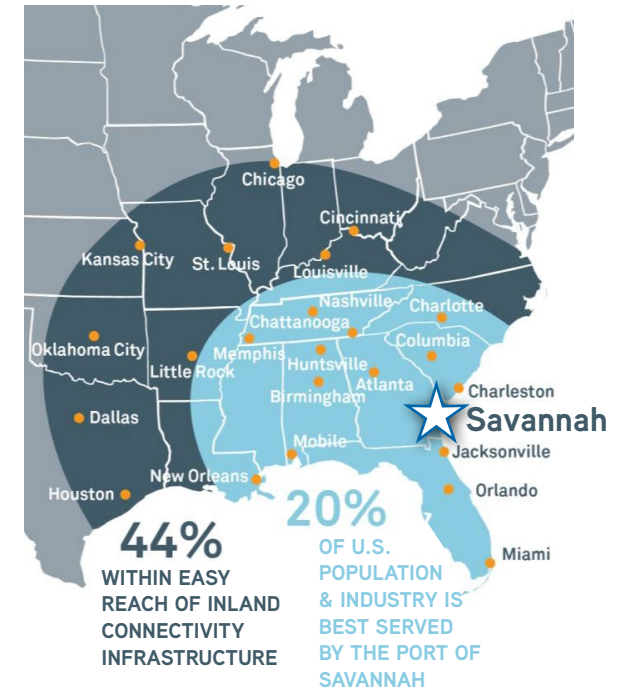 Chicago
Cincinnati
Kansas City
St. Louis
Louisville
Nashville
Charlotte
Chattanooga
Columbia
Oklahoma City
Memphis
Huntsville
Little Rock
Atlanta
Birmingham
Charleston
Dallas
Savannah
Mobile
Jacksonville
New Orleans
Houston
Orlando
Miami
44%
WITHIN EASY
REACH OF INLAND
CONNECTIVITY
INFRASTRUCTURE
20%
OF U.S.
POPULATION
& INDUSTRY IS
BEST SERVED
BY THE PORT OF
SAVANNAH